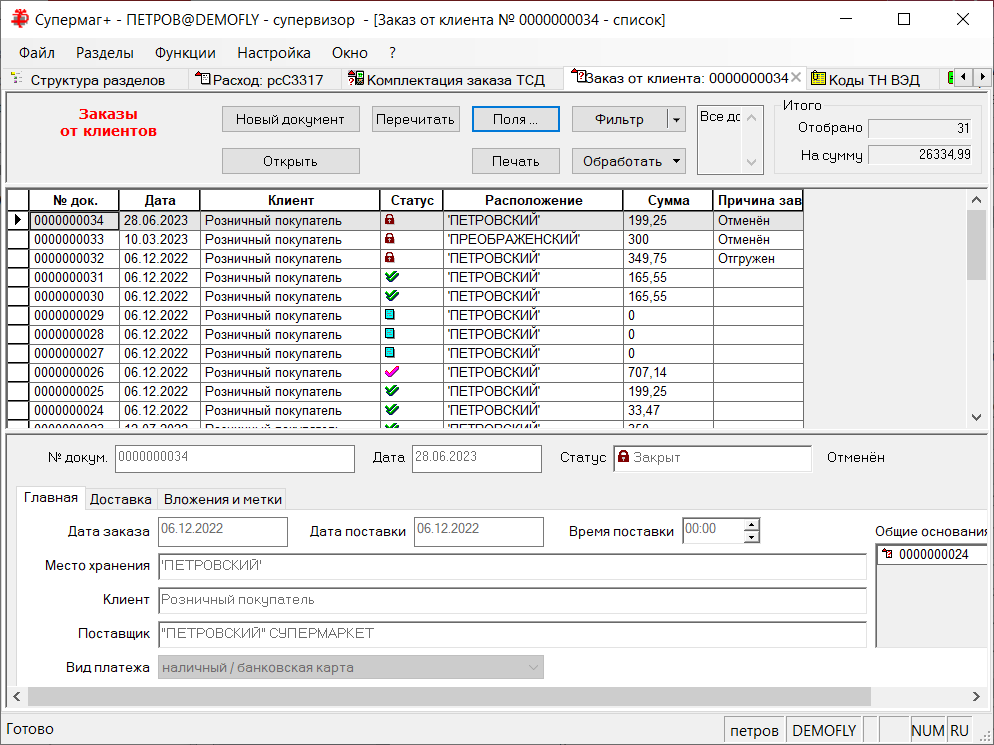 Супермаг+ - ПЕТРОВ@DEMOFLY - супервизор - [Заказ от клиента № 0000000034 - список]
Файл Разделы Функции Настройка Окно ?
Структура разделов Расход: рсС3317 Комплектация заказа ТСД Заказ от клиента: 0000000034 Коды ТН ВЭД
Заказы
от клиентов
Новый документ Перечитать Поля ... Фильтр Все до
Открыть Печать Обработать
Итого
Отобрано 31
На сумму 26334,99
№ док. Дата Клиент Статус Расположение Сумма Причина зав
0000000034 28.06.2023 Розничный покупатель 'ПЕТРОВСКИЙ' 199,25 Отменён
0000000033 10.03.2023 Розничный покупатель 'ПРЕОБРАЖЕНСКИЙ' 300 Отменён
0000000032 06.12.2022 Розничный покупатель 'ПЕТРОВСКИЙ' 349,75 Отгружен
0000000031 06.12.2022 Розничный покупатель 'ПЕТРОВСКИЙ' 165,55
0000000030 06.12.2022 Розничный покупатель 'ПЕТРОВСКИЙ' 165,55
0000000029 06.12.2022 Розничный покупатель 'ПЕТРОВСКИЙ' 0
0000000028 06.12.2022 Розничный покупатель 'ПЕТРОВСКИЙ' 0
0000000027 06.12.2022 Розничный покупатель 'ПЕТРОВСКИЙ' 0
0000000026 06.12.2022 Розничный покупатель 'ПЕТРОВСКИЙ' 707,14
0000000025 06.12.2022 Розничный покупатель 'ПЕТРОВСКИЙ' 199,25
0000000024 06.12.2022 Розничный покупатель 'ПЕТРОВСКИЙ' 33,47
№ докум. 0000000034 Дата 28.06.2023 Статус Закрыт Отменён
Главная Доставка Вложения и метки
Дата заказа 06.12.2022 Дата поставки 06.12.2022 Время поставки 00:00 Общие основания
Место хранения 'ПЕТРОВСКИЙ' 0000000024
Клиент Розничный покупатель
Поставщик "ПЕТРОВСКИЙ" СУПЕРМАРКЕТ
Вид платежа наличный / банковская карта
Готово петров DEMOFLY NUM RU